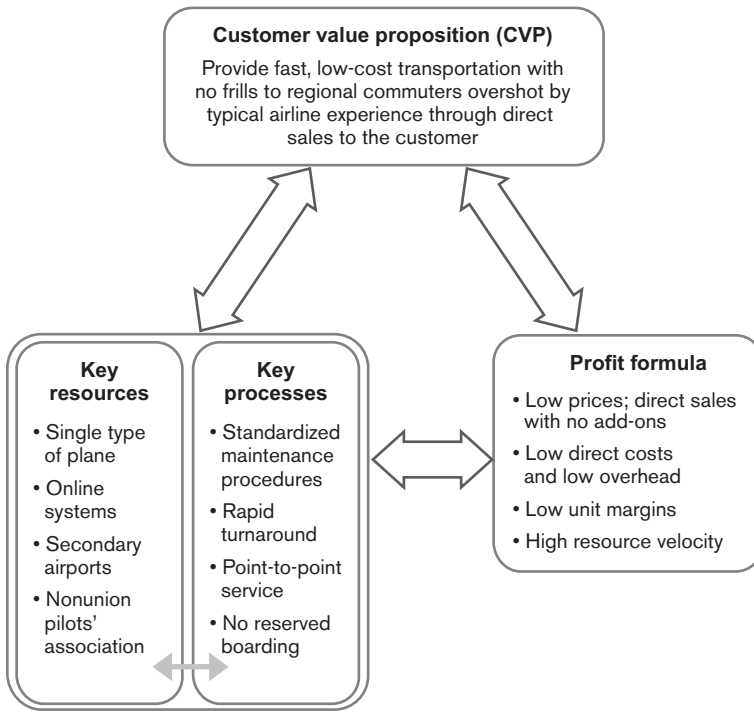 Customer value proposition (CVP)
Provide fast, low-cost transportation with
no frills to regional commuters overshot by
typical airline experience through direct
sales to the customer
Key
resources
• Single type
of plane
• Online
systems
• Secondary
airports
• Nonunion
pilots’
association
Key
processes
• Standardized
maintenance
procedures
• Rapid
turnaround
• Point-to-point
service
• No reserved
boarding
Profit formula
• Low prices; direct sales
with no add-ons
• Low direct costs
and low overhead
• Low unit margins
• High resource velocity